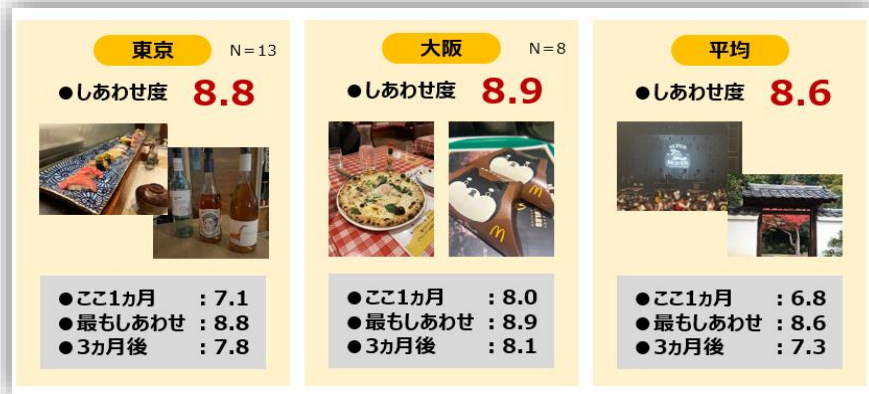 東京 N=13
●しあわせ度 8.8
●ここ1ヵ月 :7.1
●最もしあわせ :8.8
●3ヵ月後 :7.8
大阪 N=8
●しあわせ度 8.9
●ここ1ヵ月 :8.0
●最もしあわせ :8.9
●3ヵ月後 :8.1
平均
●しあわせ度 8.6
●ここ1ヵ月 :6.8
●最もしあわせ :8.6
●3ヵ月後 :7.3